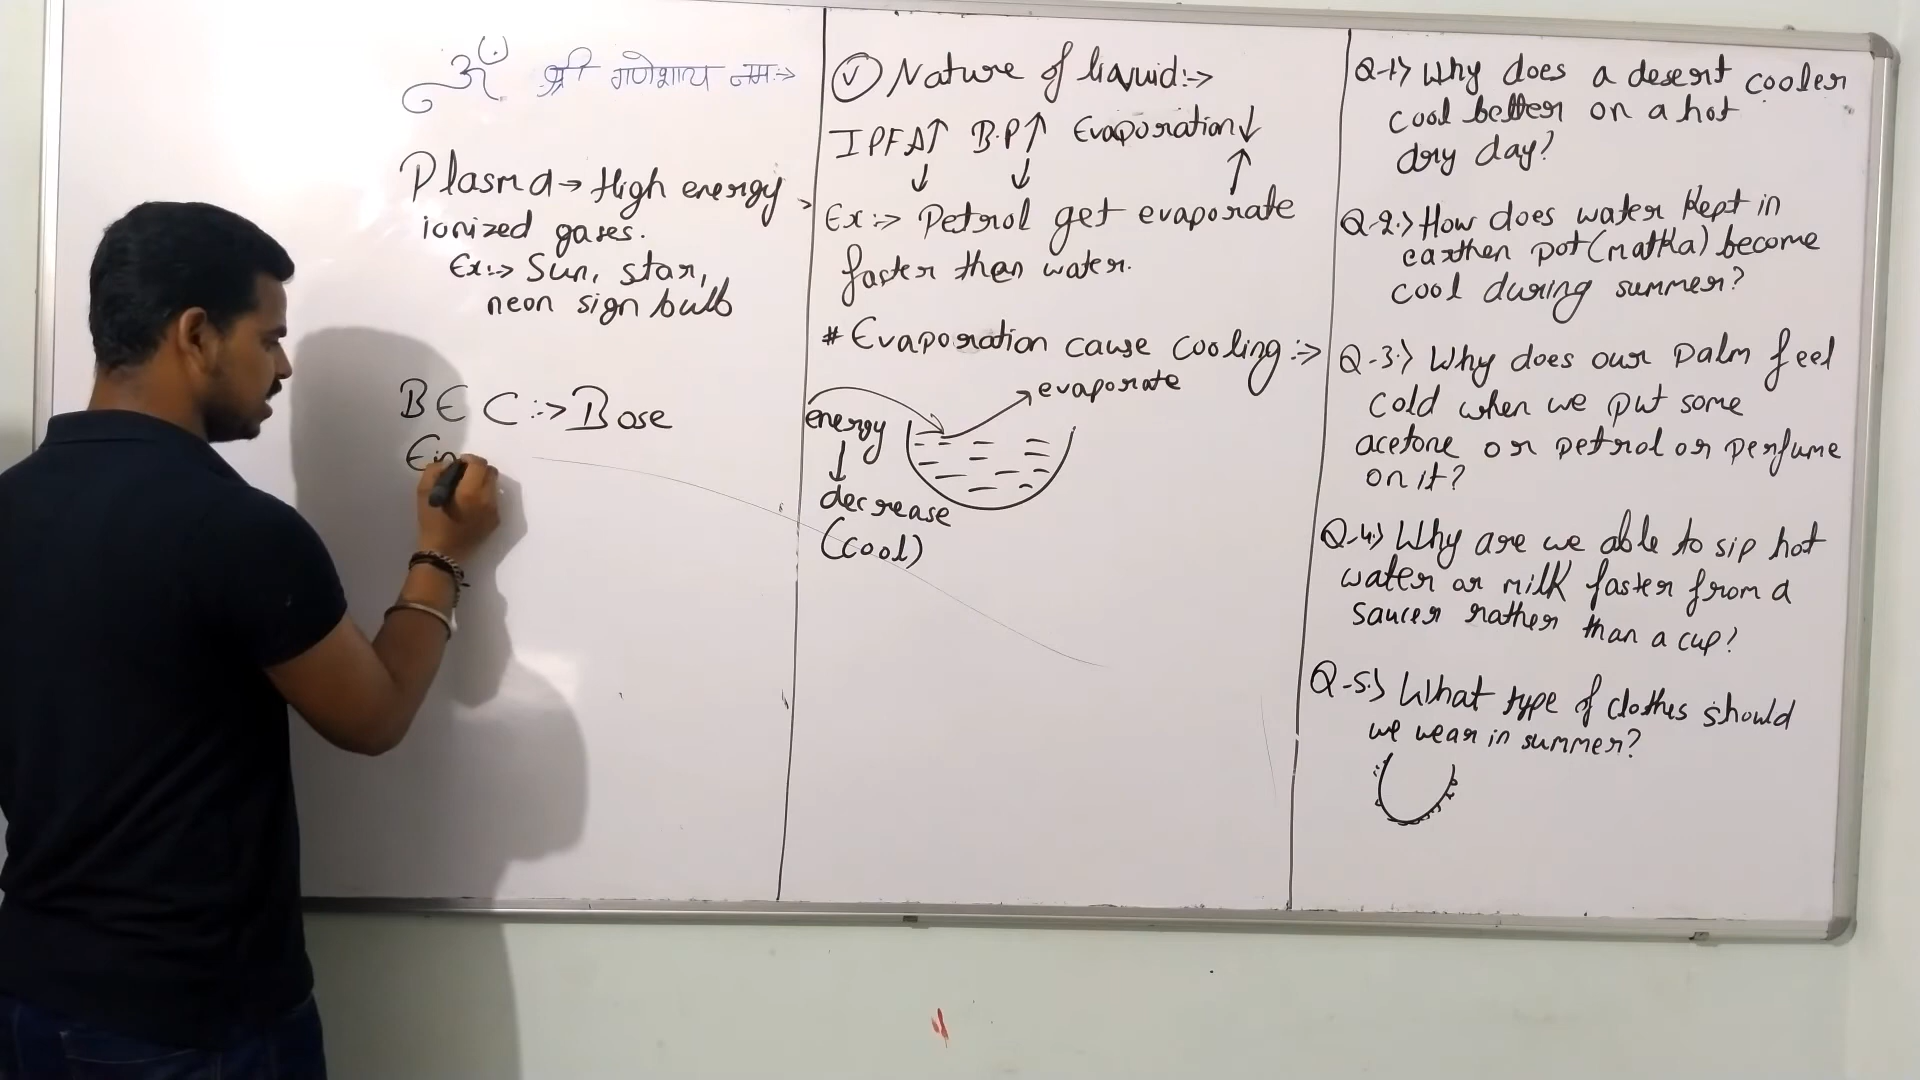 ॐ श्री गणेशाय नमः:->
Plasma → High energy
ionized gases.
Ex:-> Sun, star,
neon sign bulb
BEC:-> Bose
Ein
(v) Nature of liquid:->
IPFA↑ B.P↑ Evaporation↓
↓ ↓ ↑
Ex:-> Petrol get evaporate
faster then water.
# Evaporation cause cooling:->
evaporate
energy
↓
decrease
(cool)
Q-1> Why does a desert cooler
cool better on a hot
dry day?
Q-2.> How does water kept in
earthen pot (matka) become
cool during summer?
Q-3.> Why does our palm feel
cold when we put some
acetone or petrol or perfume
on it?
Q-4.> Why are we able to sip hot
water or milk faster from a
saucer rather than a cup?
Q-5.> What type of clothes should
we wear in summer?